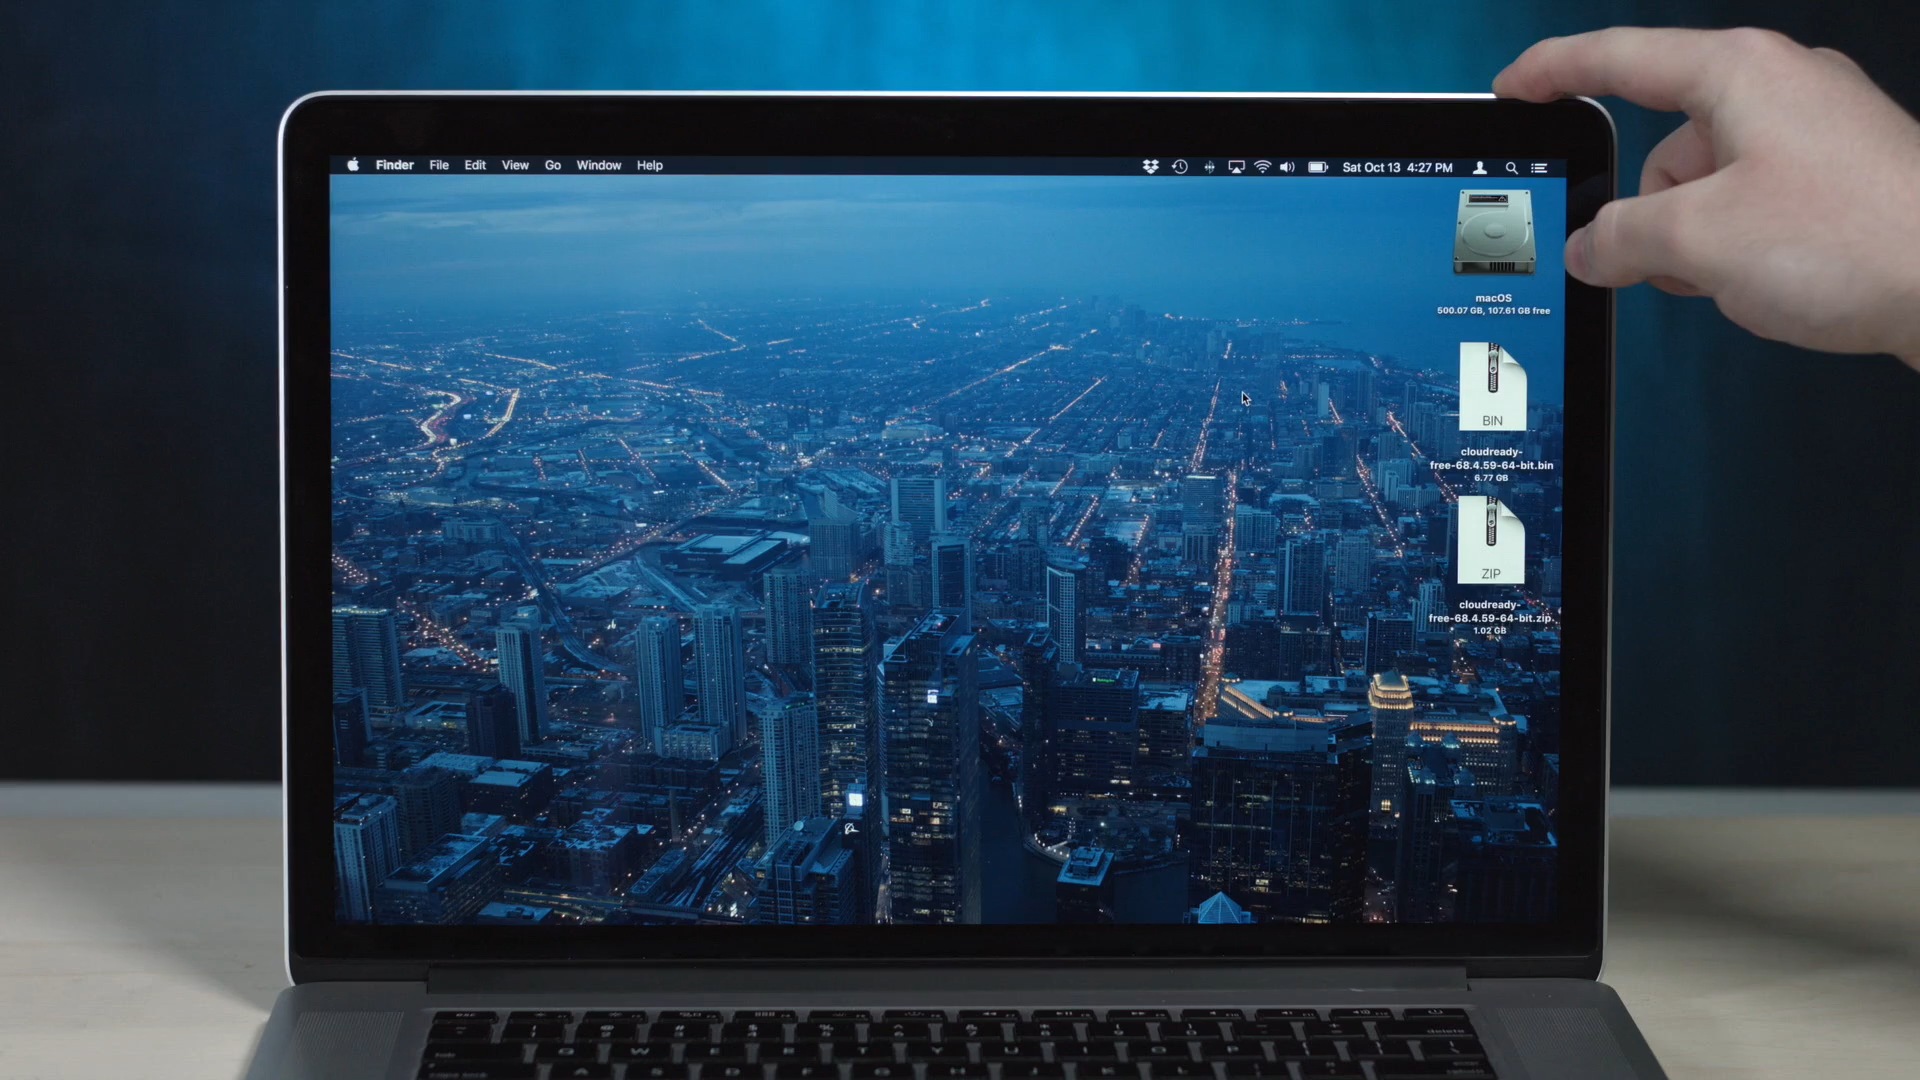 Finder File Edit View Go Window Help
Sat Oct 13 4:27 PM
macOS
500.07 GB, 107.61 GB free
BIN
cloudready-
free-68.4.59-64-bit.bin
6.77 GB
ZIP
cloudready-
free-68.4.59-64-bit.zip
1.02 GB
esc
delete
Q W E R T Y U I O P
A S D F G H J K L